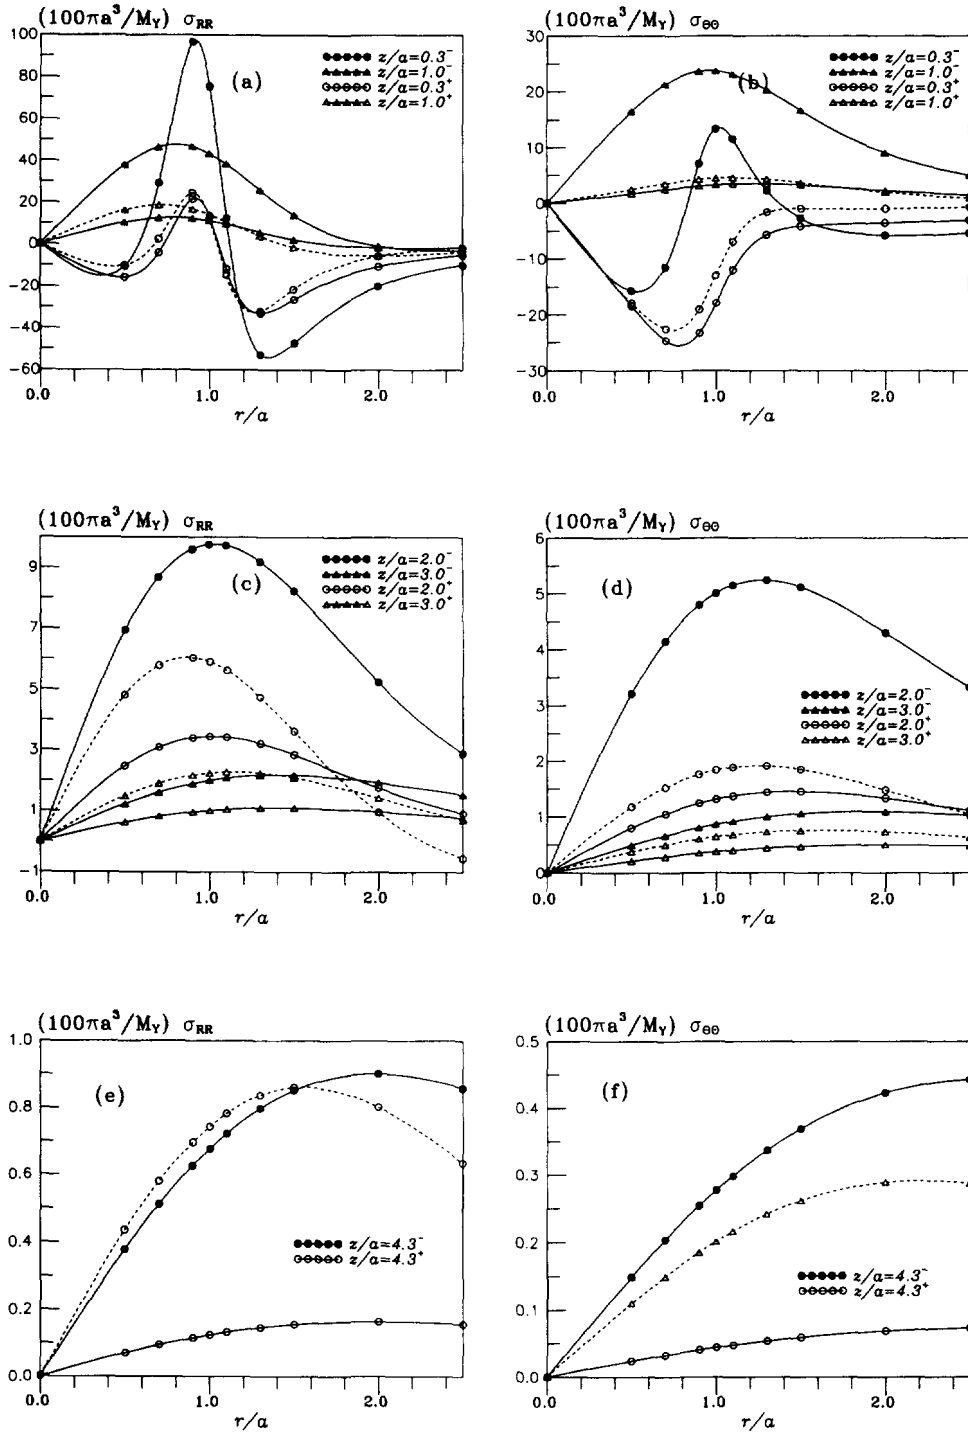 (100πa³/M_Y) σ_RR
100
80
60
40
20
0
−20
−40
−60
(a)
z/a=0.3⁻
z/a=1.0⁻
z/a=0.3⁺
z/a=1.0⁺
0.0 1.0 2.0
r/a
(100πa³/M_Y) σ_ΘΘ
30
20
10
0
−10
−20
−30
(b)
z/a=0.3⁻
z/a=1.0⁻
z/a=0.3⁺
z/a=1.0⁺
0.0 1.0 2.0
r/a
(100πa³/M_Y) σ_RR
9
7
5
3
1
−1
(c)
z/a=2.0⁻
z/a=3.0⁻
z/a=2.0⁺
z/a=3.0⁺
0.0 1.0 2.0
r/a
(100πa³/M_Y) σ_ΘΘ
6
5
4
3
2
1
0
(d)
z/a=2.0⁻
z/a=3.0⁻
z/a=2.0⁺
z/a=3.0⁺
0.0 1.0 2.0
r/a
(100πa³/M_Y) σ_RR
1.0
0.8
0.6
0.4
0.2
0.0
(e)
z/a=4.3⁻
z/a=4.3⁺
0.0 1.0 2.0
r/a
(100πa³/M_Y) σ_ΘΘ
0.5
0.4
0.3
0.2
0.1
0.0
(f)
z/a=4.3⁻
z/a=4.3⁺
0.0 1.0 2.0
r/a